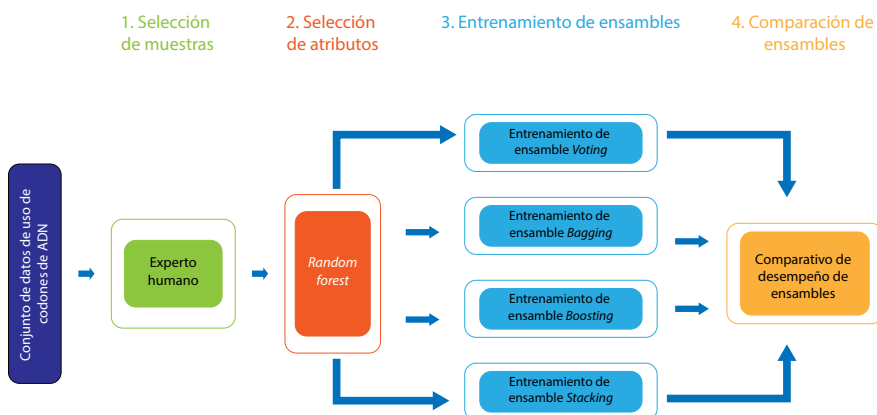 1. Selección
de muestras
2. Selección
de atributos
3. Entrenamiento de ensambles
4. Comparación de
ensambles
Conjunto de datos de uso de
codones de ADN
Experto
humano
Random
forest
Entrenamiento de
ensamble Voting
Entrenamiento de
ensamble Bagging
Entrenamiento de
ensamble Boosting
Entrenamiento de
ensamble Stacking
Comparativo de
desempeño de
ensambles